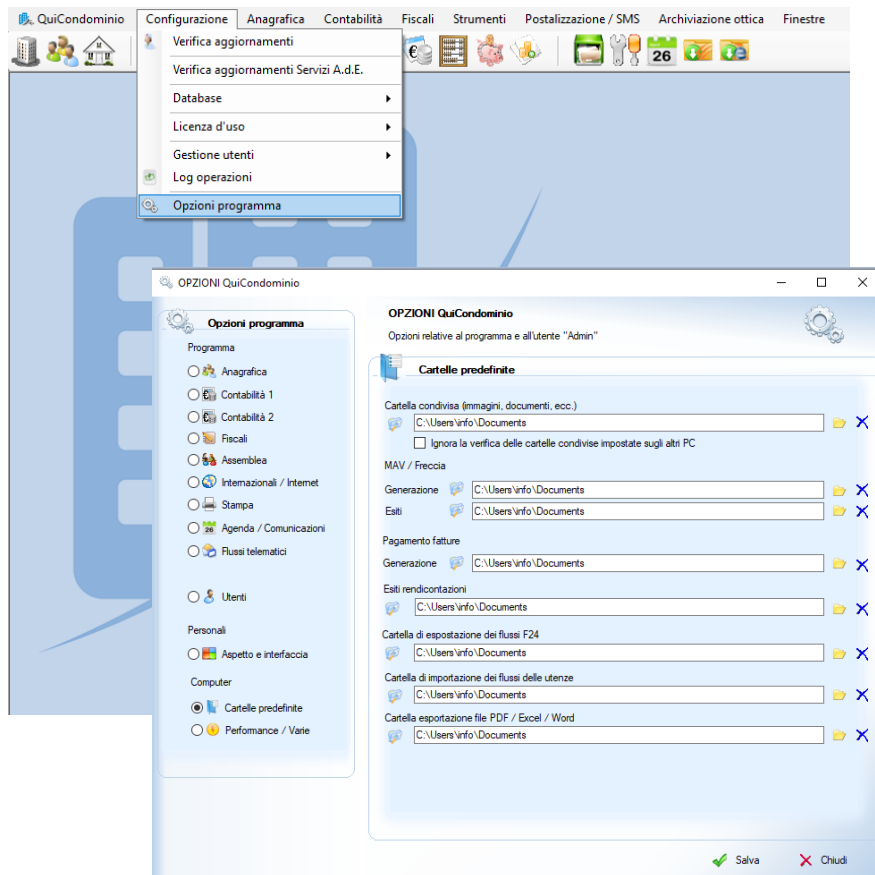 QuiCondominio Configurazione Anagrafica Contabilità Fiscali Strumenti Postalizzazione / SMS Archiviazione ottica Finestre
Verifica aggiornamenti
Verifica aggiornamenti Servizi A.d.E.
Database
Licenza d'uso
Gestione utenti
Log operazioni
Opzioni programma
26
OPZIONI QuiCondominio
Opzioni programma
Programma
Anagrafica
Contabilità 1
Contabilità 2
Fiscali
Assemblea
Internazionali / Internet
Stampa
26 Agenda / Comunicazioni
Flussi telematici
Utenti
Personali
Aspetto e interfaccia
Computer
Cartelle predefinite
Performance / Varie
OPZIONI QuiCondominio
Opzioni relative al programma e all'utente "Admin"
Cartelle predefinite
Cartella condivisa (immagini, documenti, ecc.)
C:\Users\info\Documents
Ignora la verifica delle cartelle condivise impostate sugli altri PC
MAV / Freccia
Generazione C:\Users\info\Documents
Esiti C:\Users\info\Documents
Pagamento fatture
Generazione C:\Users\info\Documents
Esiti rendicontazioni
C:\Users\info\Documents
Cartella di espostazione dei flussi F24
C:\Users\info\Documents
Cartella di importazione dei flussi delle utenze
C:\Users\info\Documents
Cartella esportazione file PDF / Excel / Word
C:\Users\info\Documents
Salva Chiudi